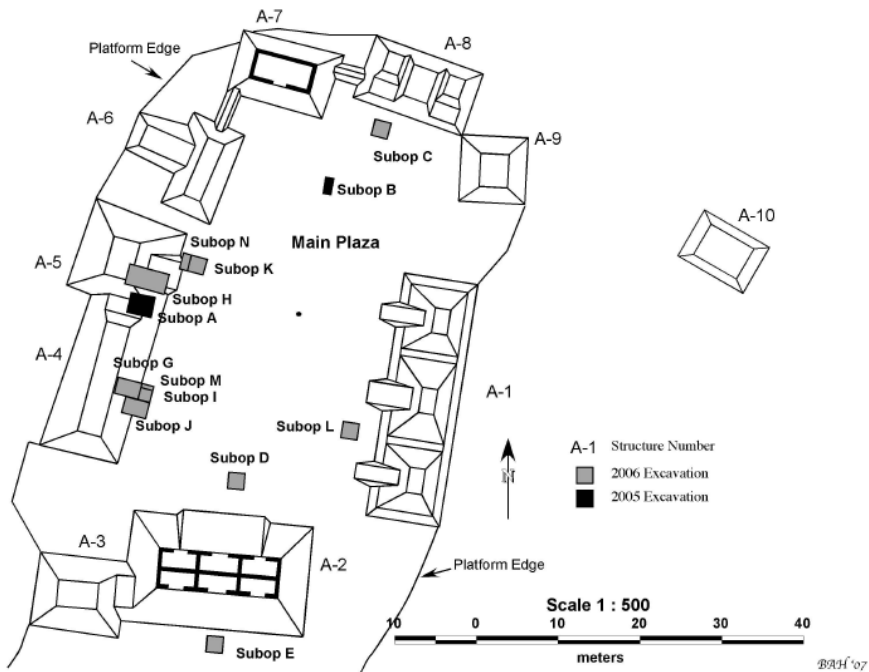 A-7
A-8
Platform Edge
A-6
Subop C
A-9
Subop B
A-10
Subop N
Main Plaza
Subop K
A-5
Subop H
Subop A
A-4
Subop G
Subop M
Subop I
A-1
Subop J
Subop L
A-1 Structure Number
Subop D
N
2006 Excavation
2005 Excavation
A-3
A-2
Platform Edge
Scale 1 : 500
10 0 10 20 30 40
meters
Subop E
BAH '07